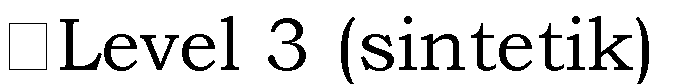 Level 3 (sintetik)